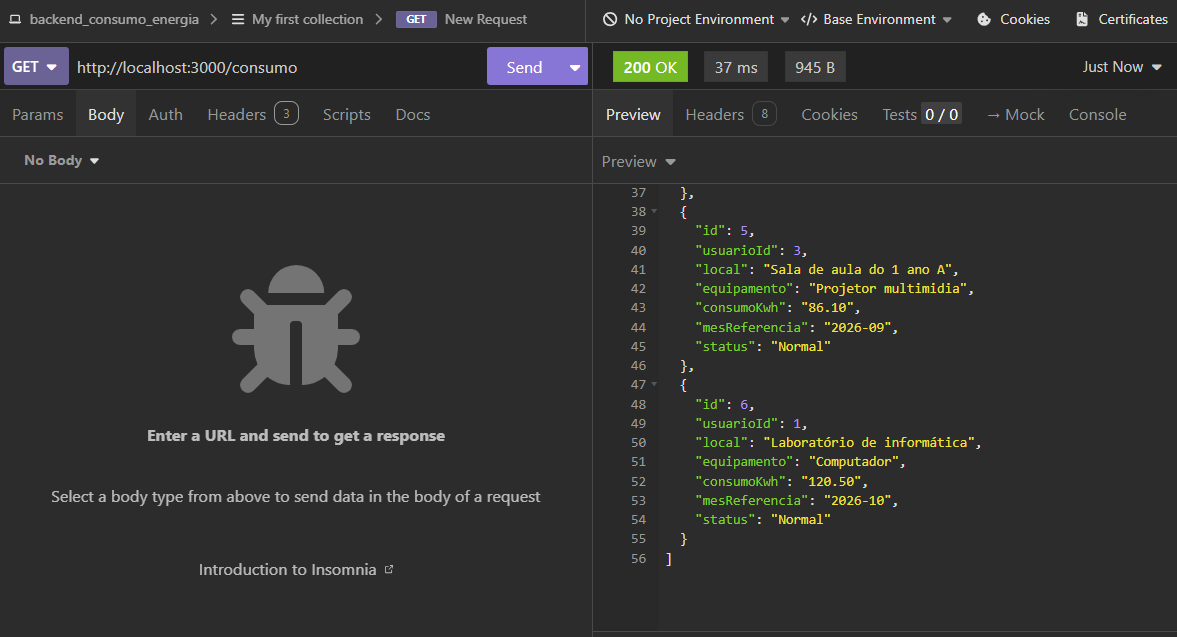 backend_consumo_energia > My first collection > GET New Request
No Project Environment </> Base Environment Cookies Certificates
GET http://localhost:3000/consumo Send
200 OK 37 ms 945 B Just Now
Params Body Auth Headers 3 Scripts Docs
Preview Headers 8 Cookies Tests 0 / 0 → Mock Console
No Body
Preview
Enter a URL and send to get a response
Select a body type from above to send data in the body of a request
Introduction to Insomnia
37 },
38 {
39 "id": 5,
40 "usuarioId": 3,
41 "local": "Sala de aula do 1 ano A",
42 "equipamento": "Projetor multimidia",
43 "consumoKwh": "86.10",
44 "mesReferencia": "2026-09",
45 "status": "Normal"
46 },
47 {
48 "id": 6,
49 "usuarioId": 1,
50 "local": "Laboratório de informática",
51 "equipamento": "Computador",
52 "consumoKwh": "120.50",
53 "mesReferencia": "2026-10",
54 "status": "Normal"
55 }
56 ]